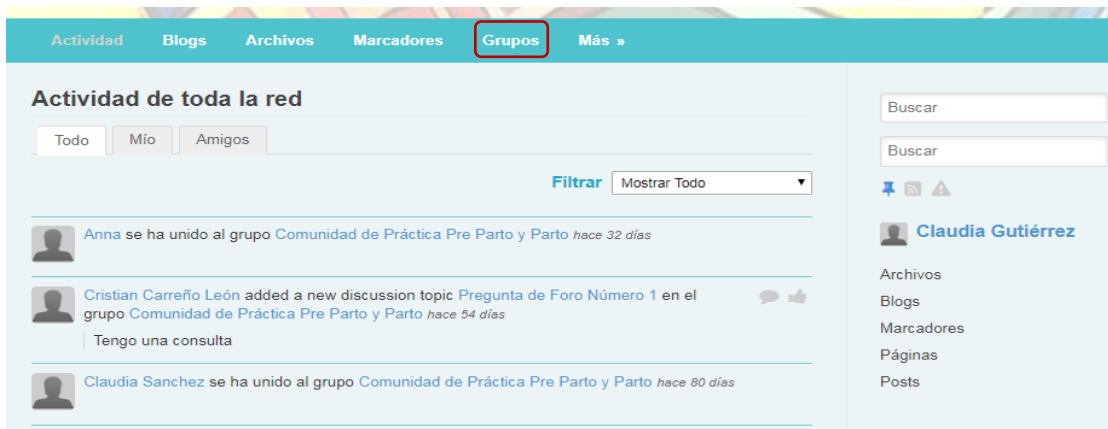 Actividad Blogs Archivos Marcadores Grupos Más »
Actividad de toda la red
Todo Mío Amigos
Filtrar Mostrar Todo
Anna se ha unido al grupo Comunidad de Práctica Pre Parto y Parto hace 32 días
Cristian Carreño León added a new discussion topic Pregunta de Foro Número 1 en el
grupo Comunidad de Práctica Pre Parto y Parto hace 54 días
Tengo una consulta
Claudia Sanchez se ha unido al grupo Comunidad de Práctica Pre Parto y Parto hace 80 días
Buscar
Buscar
Claudia Gutiérrez
Archivos
Blogs
Marcadores
Páginas
Posts